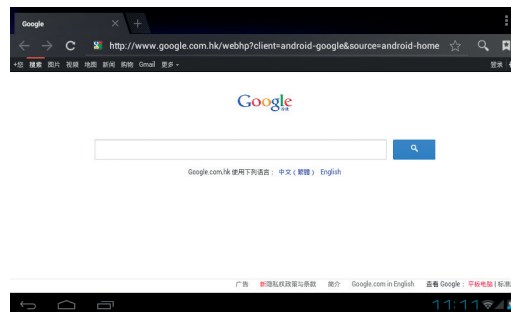 Google
http://www.google.com.hk/webhp?client=android-google&source=android-home
+您 搜索 图片 视频 地图 新闻 购物 Gmail 更多 登录
Google
Google.com.hk 使用下列语言： 中文 (繁體) English
广告 新隐私权政策与条款 简介 Google.com in English 查看 Google： 平板电脑 | 标准
11:11